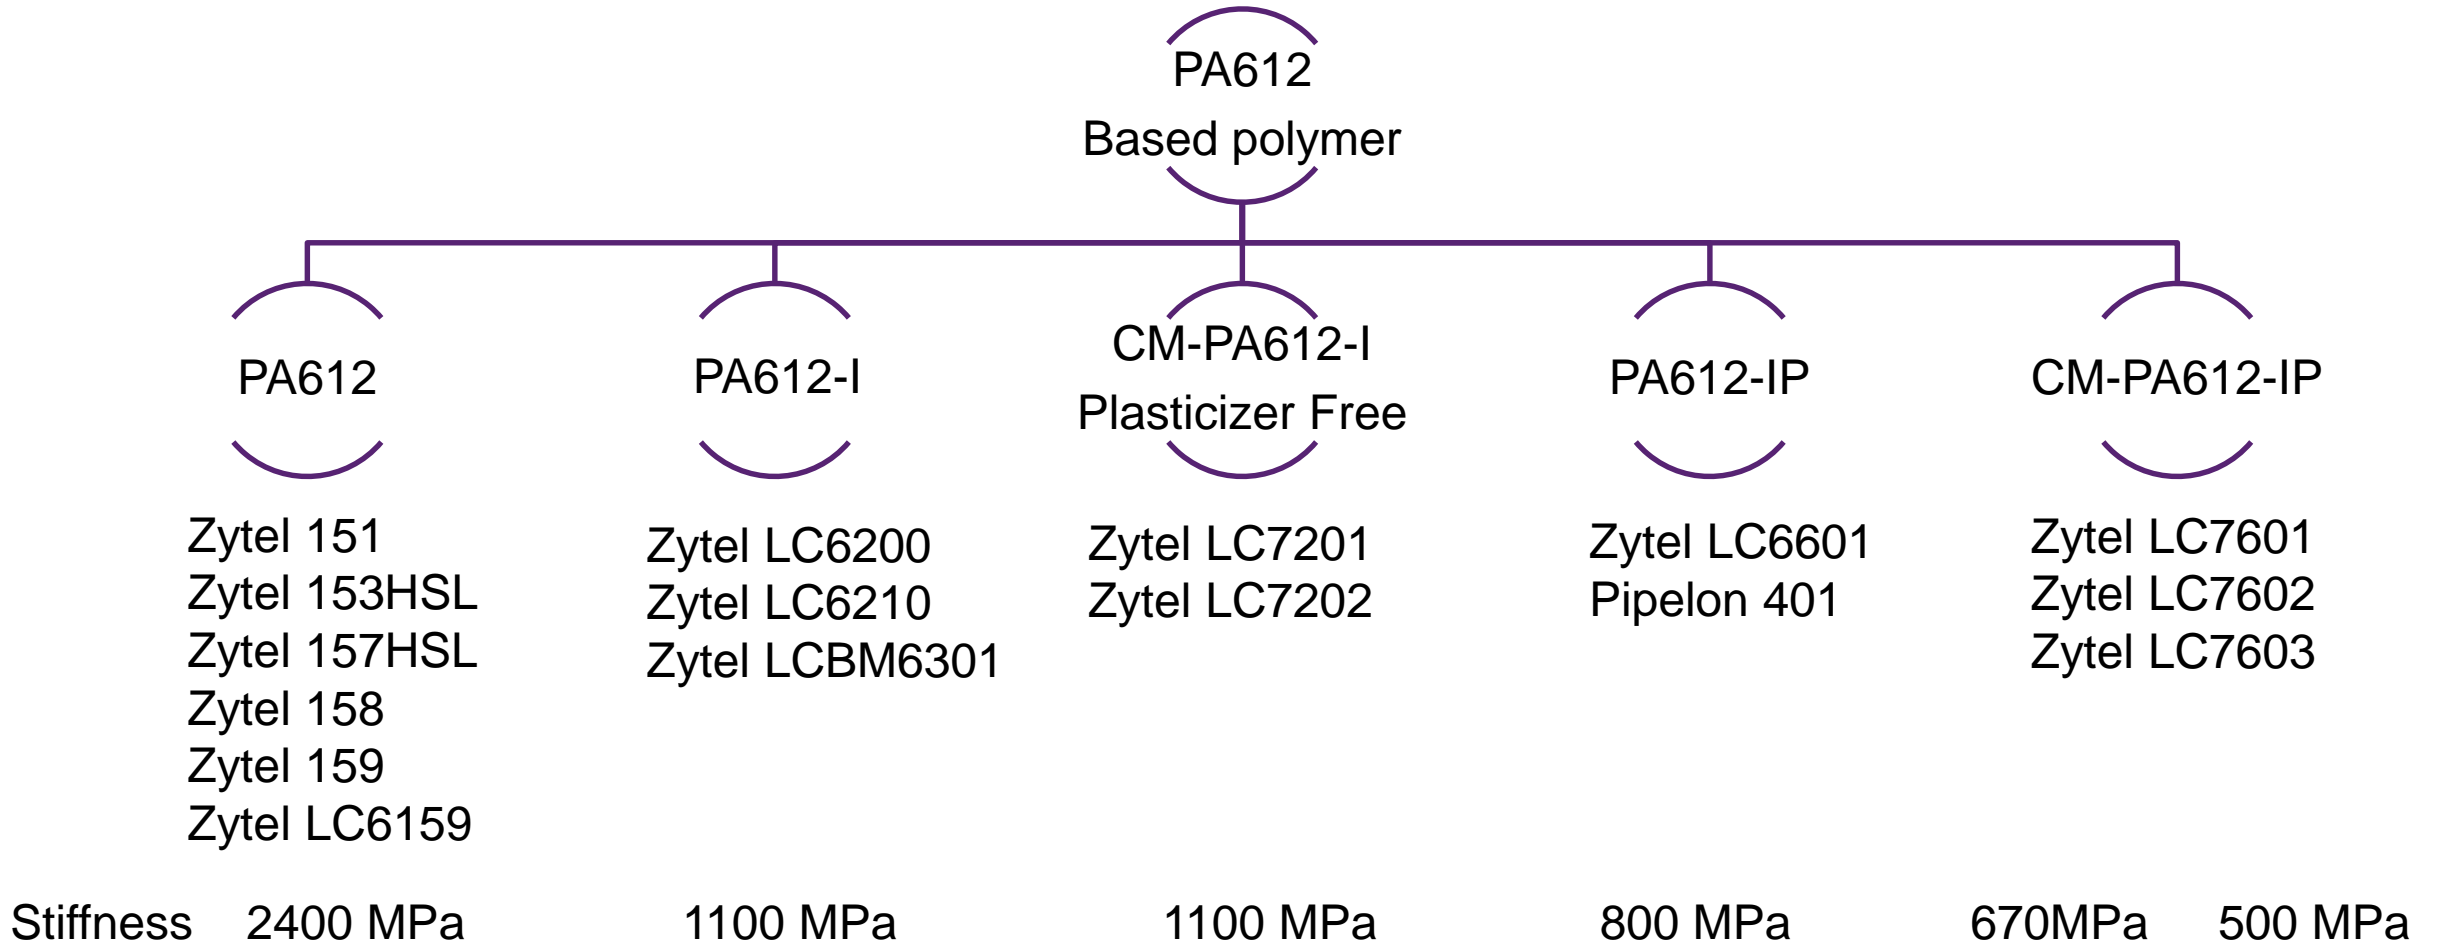 PA612
Based polymer
PA612
PA612-I
CM-PA612-I
Plasticizer Free
PA612-IP
CM-PA612-IP
Zytel 151
Zytel 153HSL
Zytel 157HSL
Zytel 158
Zytel 159
Zytel LC6159
Zytel LC6200
Zytel LC6210
Zytel LCBM6301
Zytel LC7201
Zytel LC7202
Zytel LC6601
Pipelon 401
Zytel LC7601
Zytel LC7602
Zytel LC7603
Stiffness 2400 MPa 1100 MPa 1100 MPa 800 MPa 670MPa 500 MPa